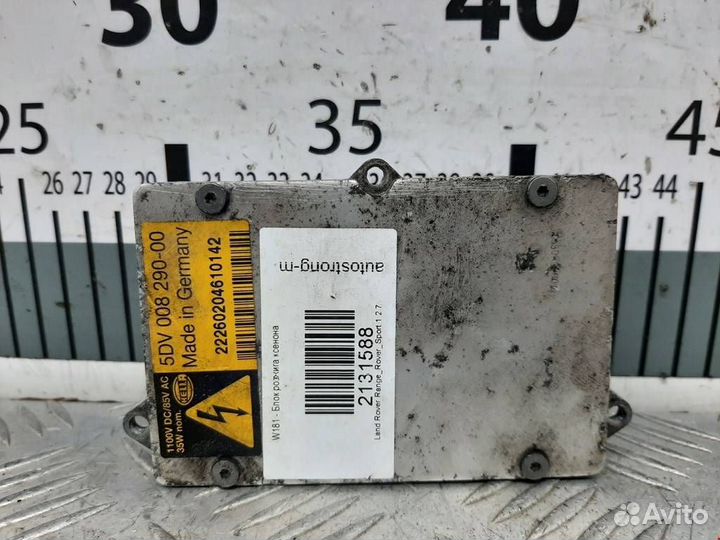 30
40
25
35
45
26 27 28 29
43 44
5DV 008 290-00
Made in Germany
22260204610142
1100V DC/85V AC
35W nom.
HELLA
W181 - Блок розжига ксенона
2131588
Land Rover Range_Rover_Sport 1 2.7
autostrong-m
Avito